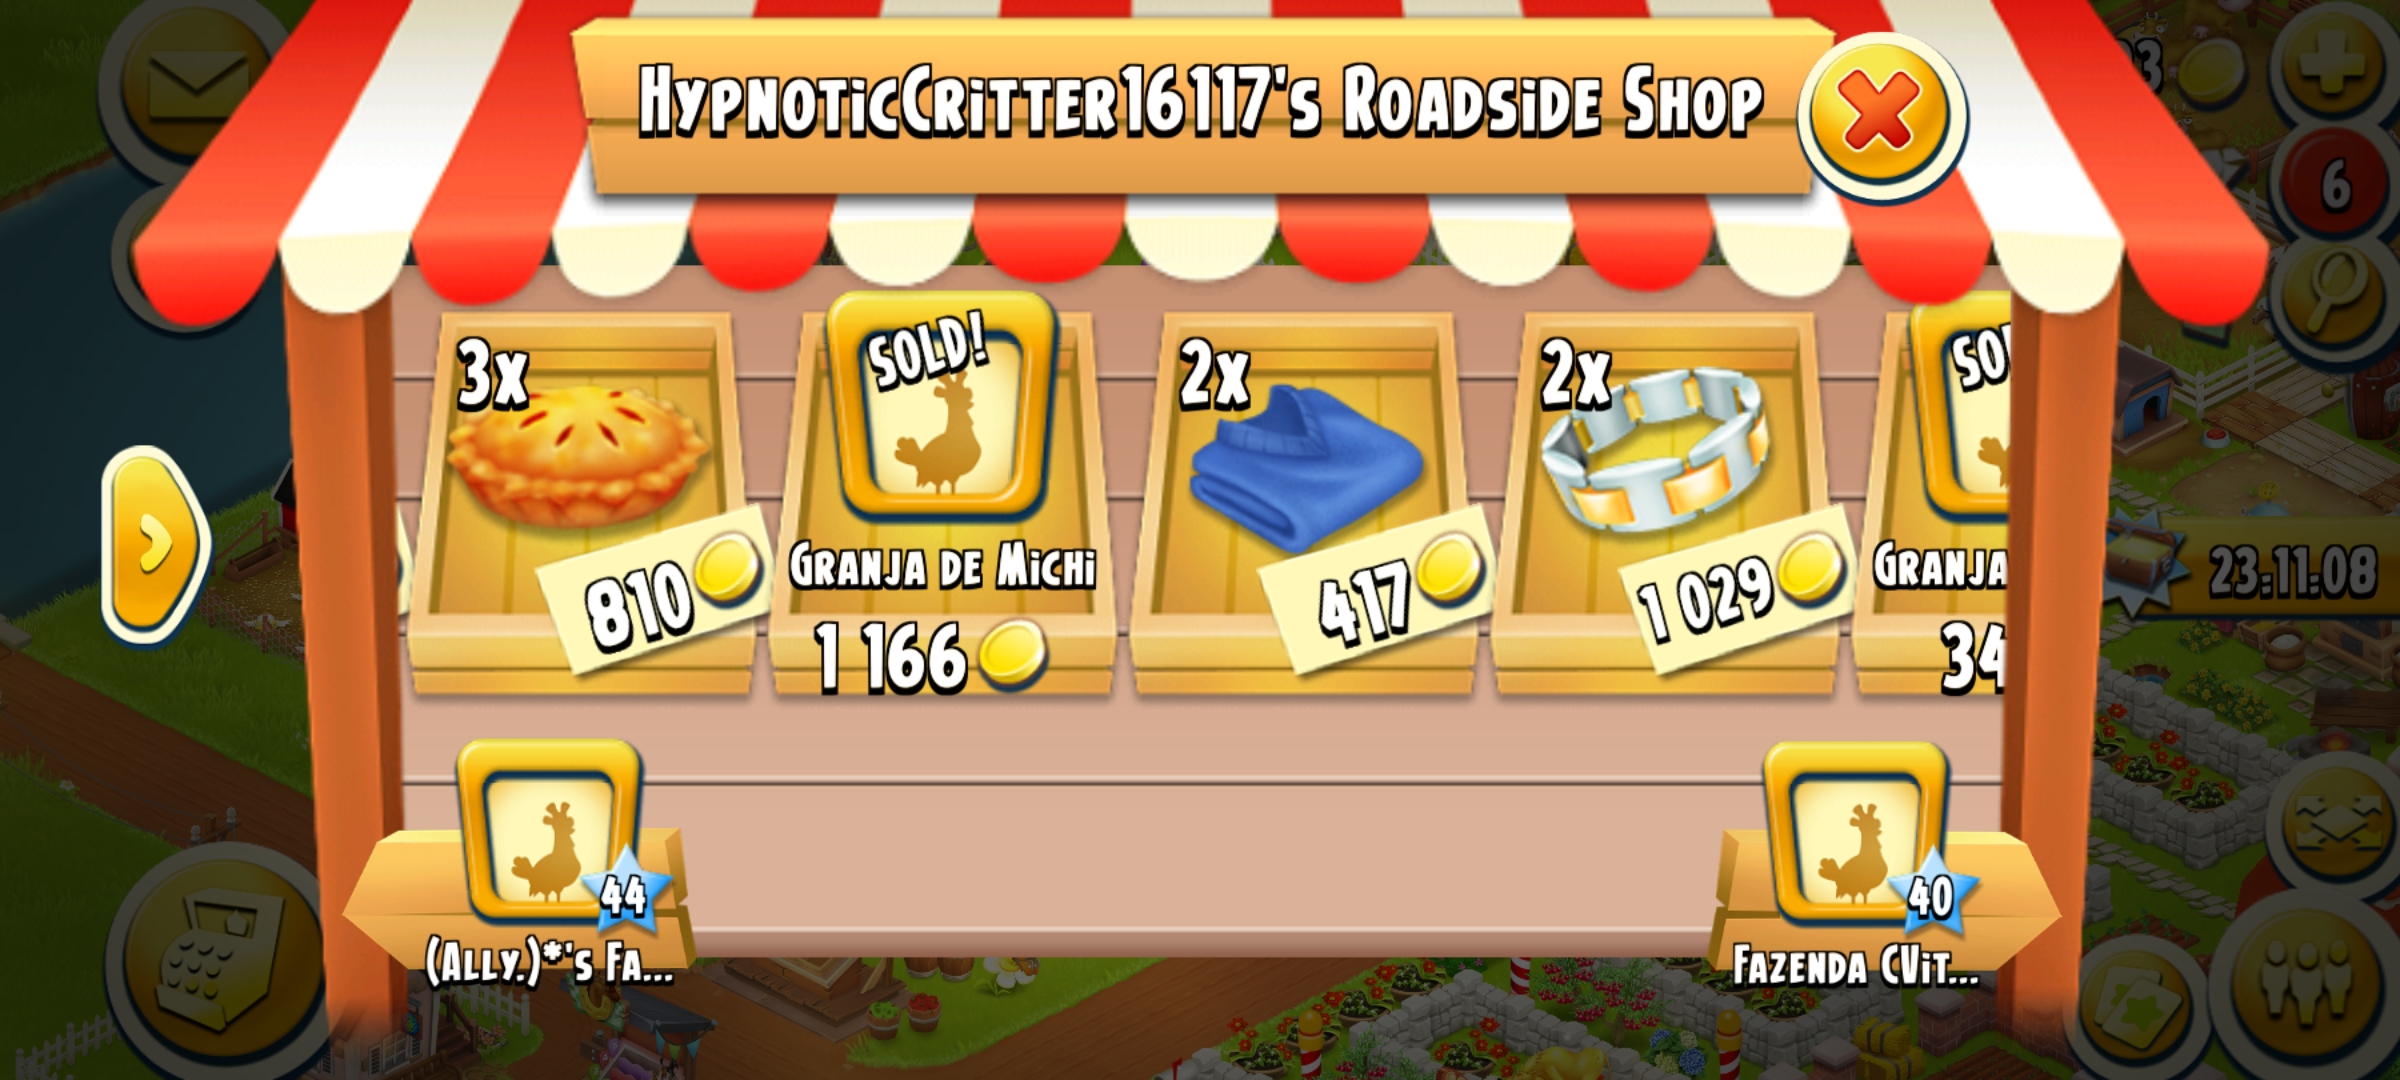 HypnoticCritter16117's Roadside Shop
6
3x
SOLD!
2x
2x
810
Granja de Michi
1 166
417
1 029
Granja
23:11:08
44
(Ally.)*'s Fa...
40
Fazenda CVit...